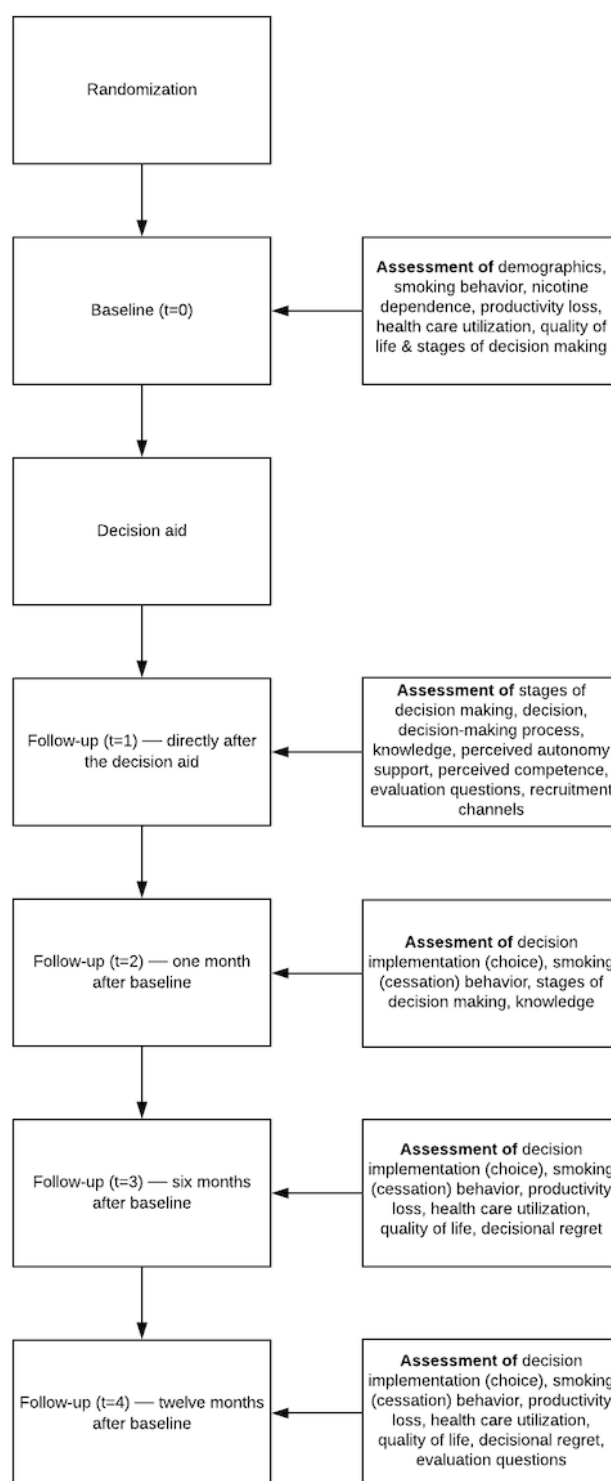 Randomization
Baseline (t=0)
Assessment of demographics,
smoking behavior, nicotine
dependence, productivity loss,
health care utilization, quality of
life & stages of decision making
Decision aid
Follow-up (t=1) — directly after
the decision aid
Assessment of stages of
decision making, decision,
decision-making process,
knowledge, perceived autonomy
support, perceived competence,
evaluation questions, recruitment
channels
Follow-up (t=2) — one month
after baseline
Assessment of decision
implementation (choice), smoking
(cessation) behavior, stages of
decision making, knowledge
Follow-up (t=3) — six months
after baseline
Assessment of decision
implementation (choice), smoking
(cessation) behavior, productivity
loss, health care utilization,
quality of life, decisional regret
Follow-up (t=4) — twelve months
after baseline
Assessment of decision
implementation (choice), smoking
(cessation) behavior, productivity
loss, health care utilization,
quality of life, decisional regret,
evaluation questions